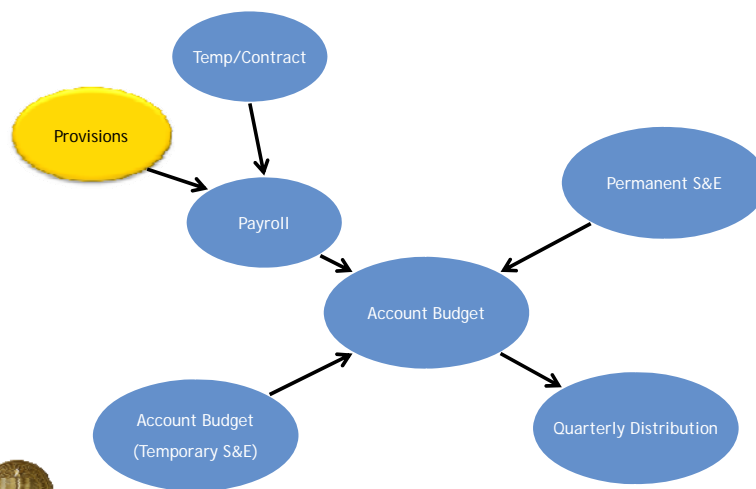 Temp/Contract
Provisions
Permanent S&E
Payroll
Account Budget
Account Budget
(Temporary S&E)
Quarterly Distribution